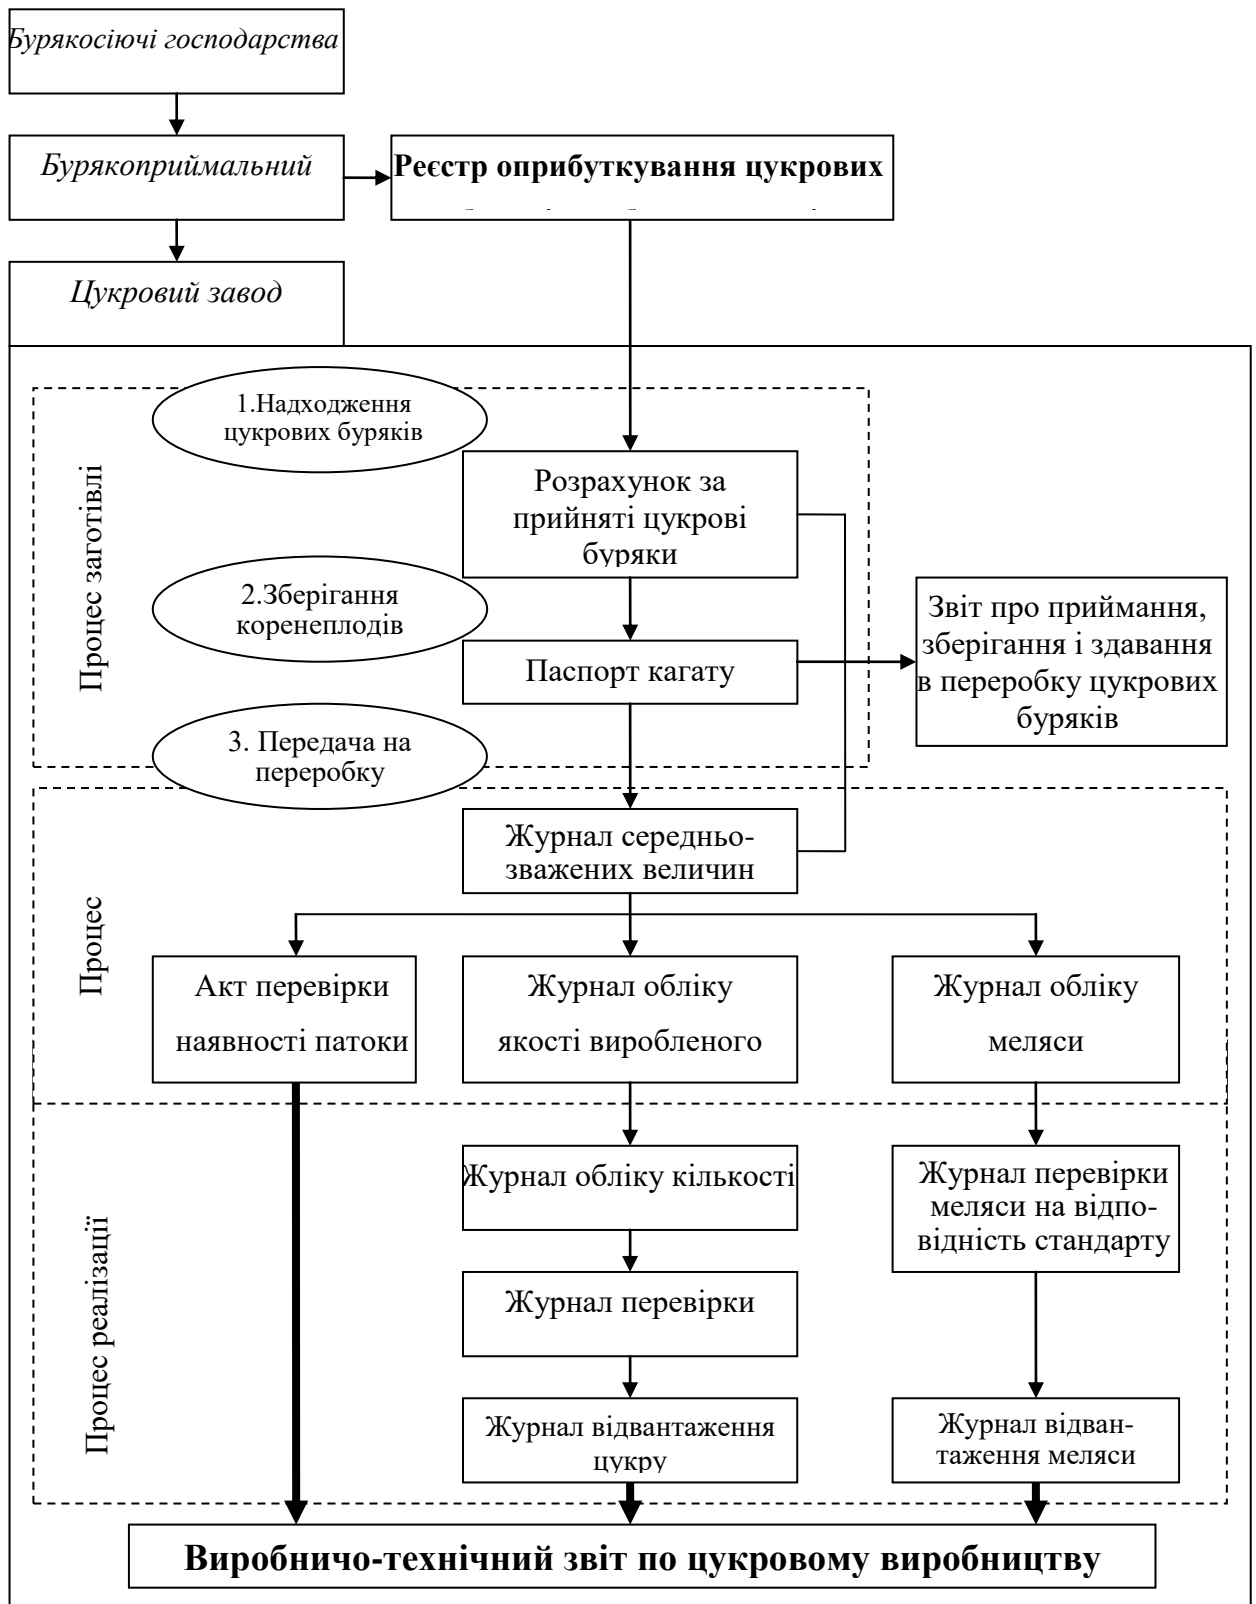 Бурякосіючі господарства
Бурякоприймальний
Реєстр оприбуткування цукрових
Цукровий завод
Процес заготівлі
1.Надходження
цукрових буряків
Розрахунок за
прийняті цукрові
буряки
2.Зберігання
коренеплодів
Паспорт кагату
Звіт про приймання,
зберігання і здавання
в переробку цукрових
буряків
3. Передача на
переробку
Процес
Журнал середньо-
зважених величин
Акт перевірки
наявності патоки
Журнал обліку
якості виробленого
Журнал обліку
меляси
Процес реалізації
Журнал обліку кількості
Журнал перевірки
меляси на відпо-
відність стандарту
Журнал перевірки
Журнал відвантаження
цукру
Журнал відван-
таження меляси
Виробничо-технічний звіт по цукровому виробництву